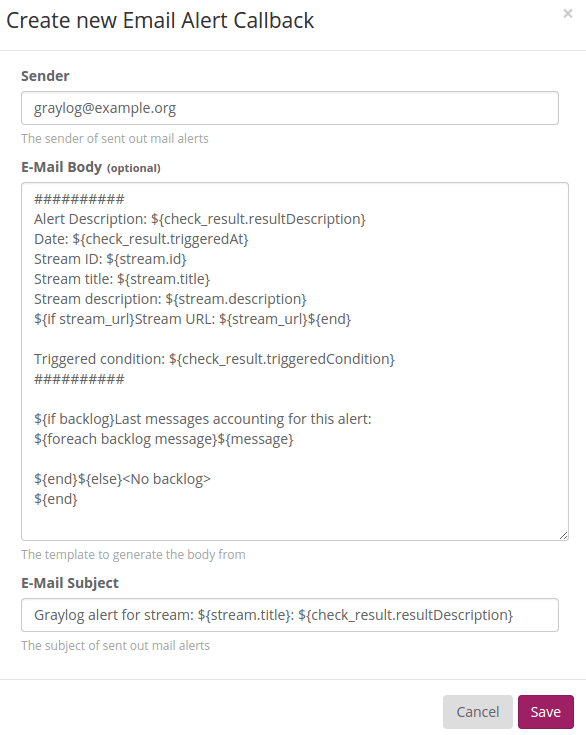 Create new Email Alert Callback
×
Sender
graylog@example.org
The sender of sent out mail alerts
E-Mail Body (optional)
##########
Alert Description: ${check_result.resultDescription}
Date: ${check_result.triggeredAt}
Stream ID: ${stream.id}
Stream title: ${stream.title}
Stream description: ${stream.description}
${if stream_url}Stream URL: ${stream_url}${end}
Triggered condition: ${check_result.triggeredCondition}
##########
${if backlog}Last messages accounting for this alert:
${foreach backlog message}${message}
${end}${else}<No backlog>
${end}
The template to generate the body from
E-Mail Subject
Graylog alert for stream: ${stream.title}: ${check_result.resultDescription}
The subject of sent out mail alerts
Cancel Save